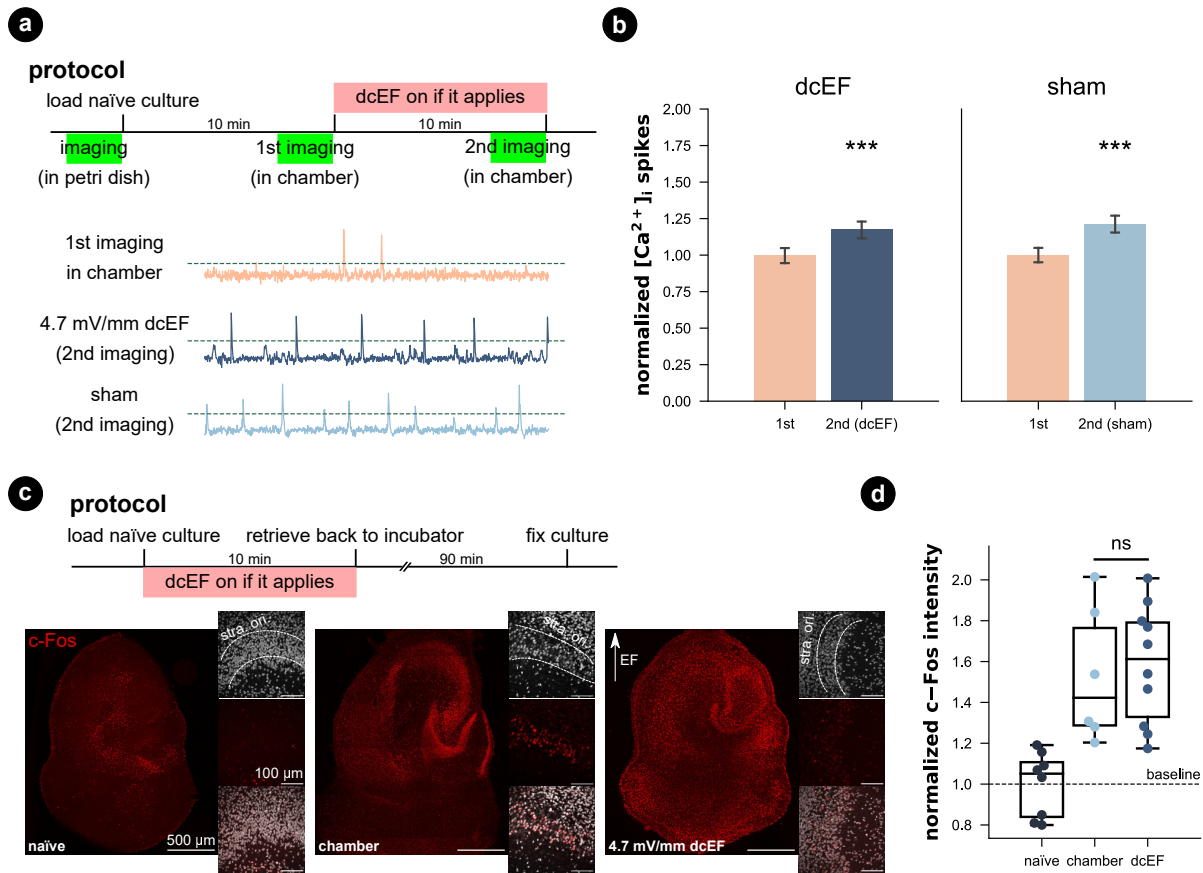 a
protocol
load naïve culture
dcEF on if it applies
10 min
10 min
imaging
(in petri dish)
1st imaging
(in chamber)
2nd imaging
(in chamber)
1st imaging
in chamber
4.7 mV/mm dcEF
(2nd imaging)
sham
(2nd imaging)
b
dcEF
sham
normalized [Ca²⁺]ᵢ spikes
2.00
1.75
1.50
1.25
1.00
0.75
0.50
0.25
0.00
***
***
1st
2nd (dcEF)
1st
2nd (sham)
c
protocol
load naïve culture
retrieve back to incubator
fix culture
10 min
90 min
dcEF on if it applies
c-Fos
stra. ori.
100 µm
500 µm
naïve
stra. ori.
chamber
EF
stra. ori.
4.7 mV/mm dcEF
d
normalized c−Fos intensity
ns
2.0
1.8
1.6
1.4
1.2
1.0
0.8
baseline
naïve
chamber
dcEF